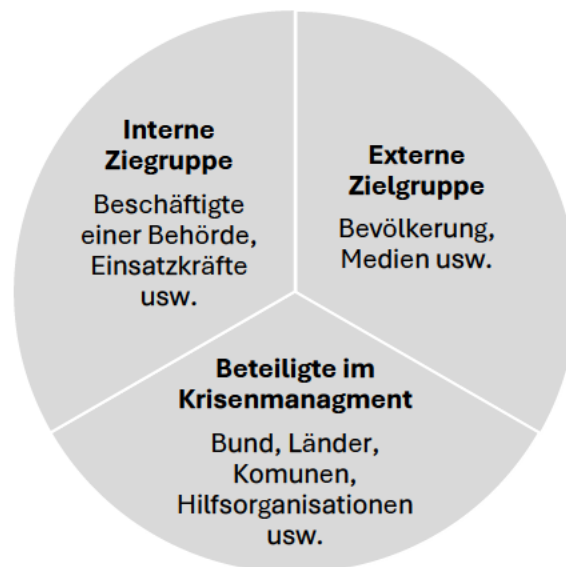 Interne
Ziegruppe
Beschäftigte
einer Behörde,
Einsatzkräfte
usw.
Externe
Zielgruppe
Bevölkerung,
Medien usw.
Beteiligte im
Krisenmanagment
Bund, Länder,
Komunen,
Hilfsorganisationen
usw.